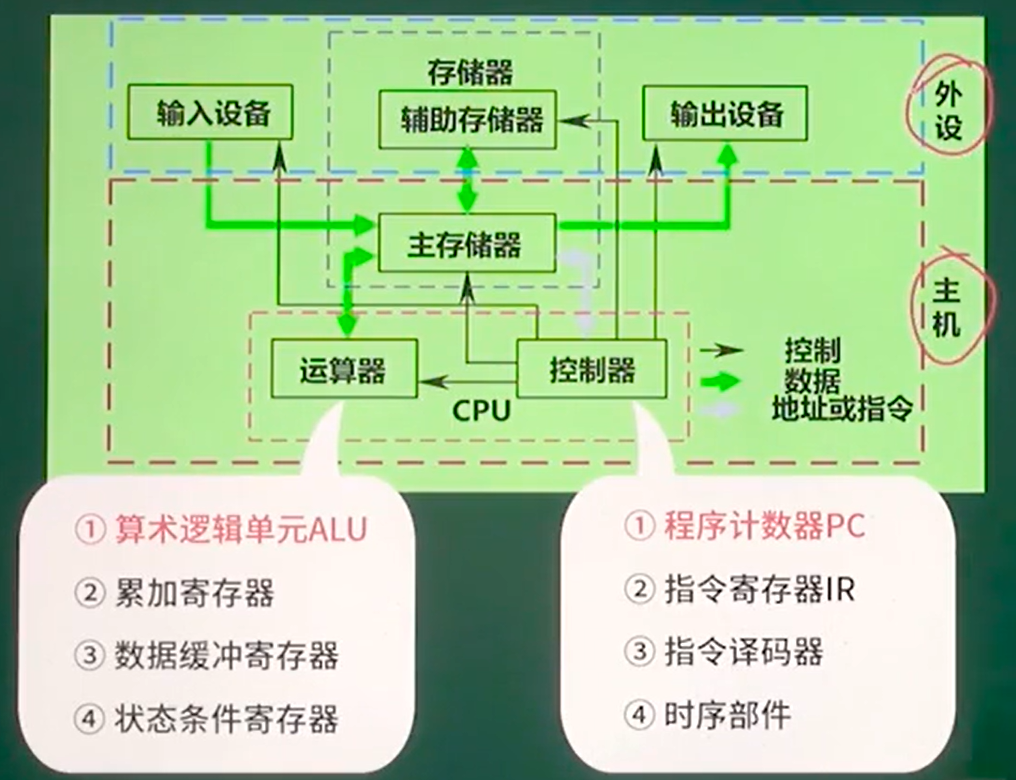 存储器
输入设备
辅助存储器
输出设备
外
设
主存储器
主
机
运算器
控制器
CPU
控制
数据
地址或指令
① 算术逻辑单元ALU
② 累加寄存器
③ 数据缓冲寄存器
④ 状态条件寄存器
① 程序计数器PC
② 指令寄存器IR
③ 指令译码器
④ 时序部件